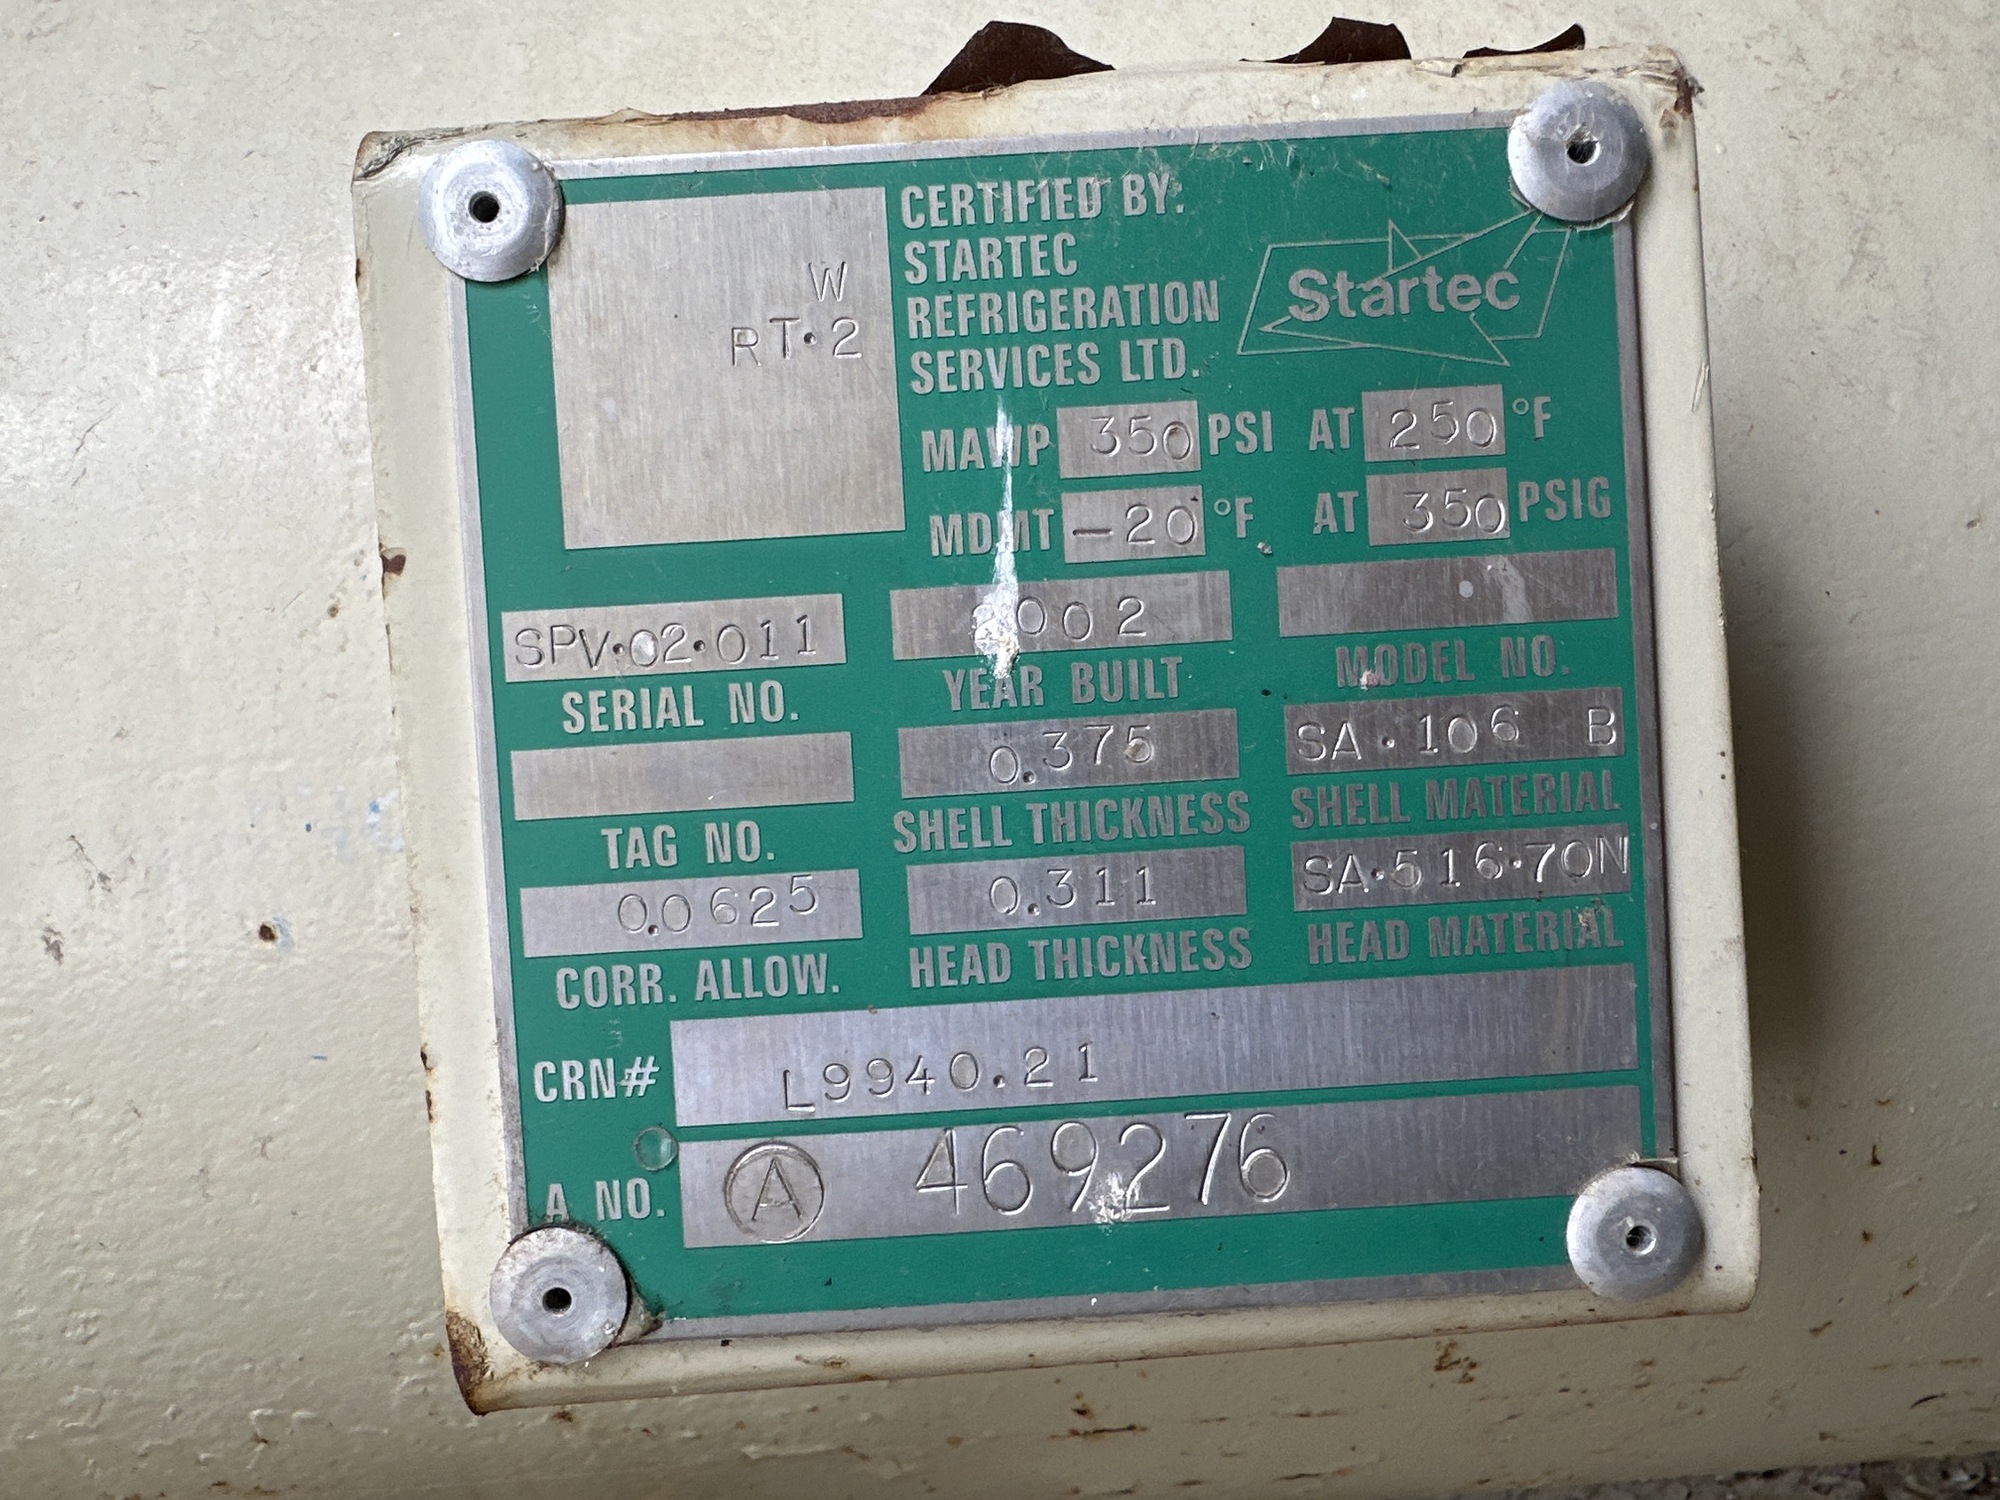 W
RT·2
CERTIFIED BY:
STARTEC
REFRIGERATION
SERVICES LTD.
Startec
MAWP 350 PSI AT 250 °F
MDMT -20 °F AT 350 PSIG
SPV·02·011 2002
SERIAL NO. YEAR BUILT MODEL NO.
0.375 SA·106 B
TAG NO. SHELL THICKNESS SHELL MATERIAL
0.0625 0.311 SA·516·70N
CORR. ALLOW. HEAD THICKNESS HEAD MATERIAL
CRN# L9940.21
A NO. A 469276